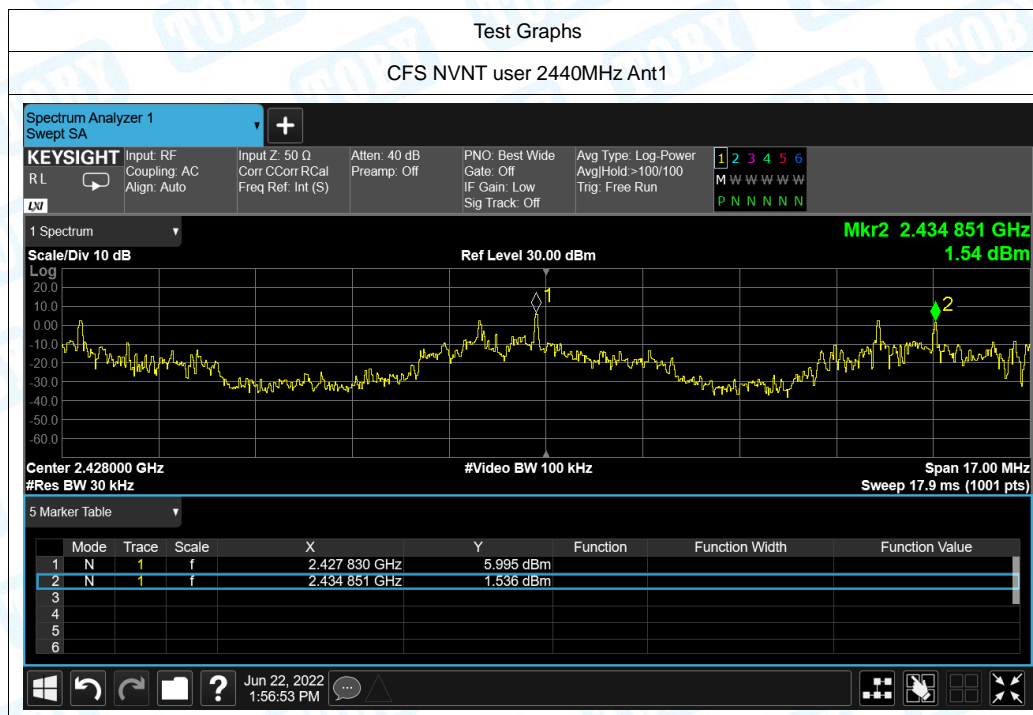 Test Graphs
CFS NVNT user 2440MHz Ant1
Spectrum Analyzer 1
Swept SA
+
KEYSIGHT Input: RF Input Z: 50 Ω Atten: 40 dB PNO: Best Wide Avg Type: Log-Power 1 2 3 4 5 6
RL Coupling: AC Corr CCorr RCal Preamp: Off Gate: Off Avg|Hold:>100/100 M W W W W W
Align: Auto Freq Ref: Int (S) IF Gain: Low Trig: Free Run
LXI Sig Track: Off P N N N N N
1 Spectrum Mkr2 2.434 851 GHz
Scale/Div 10 dB Ref Level 30.00 dBm 1.54 dBm
Log
20.0
10.0
0.00
-10.0
-20.0
-30.0
-40.0
-50.0
-60.0
1
2
Center 2.428000 GHz #Video BW 100 kHz Span 17.00 MHz
#Res BW 30 kHz Sweep 17.9 ms (1001 pts)
5 Marker Table
Mode Trace Scale X Y Function Function Width Function Value
1 N 1 f 2.427 830 GHz 5.995 dBm
2 N 1 f 2.434 851 GHz 1.536 dBm
3
4
5
6
? Jun 22, 2022
1:56:53 PM
TOBY